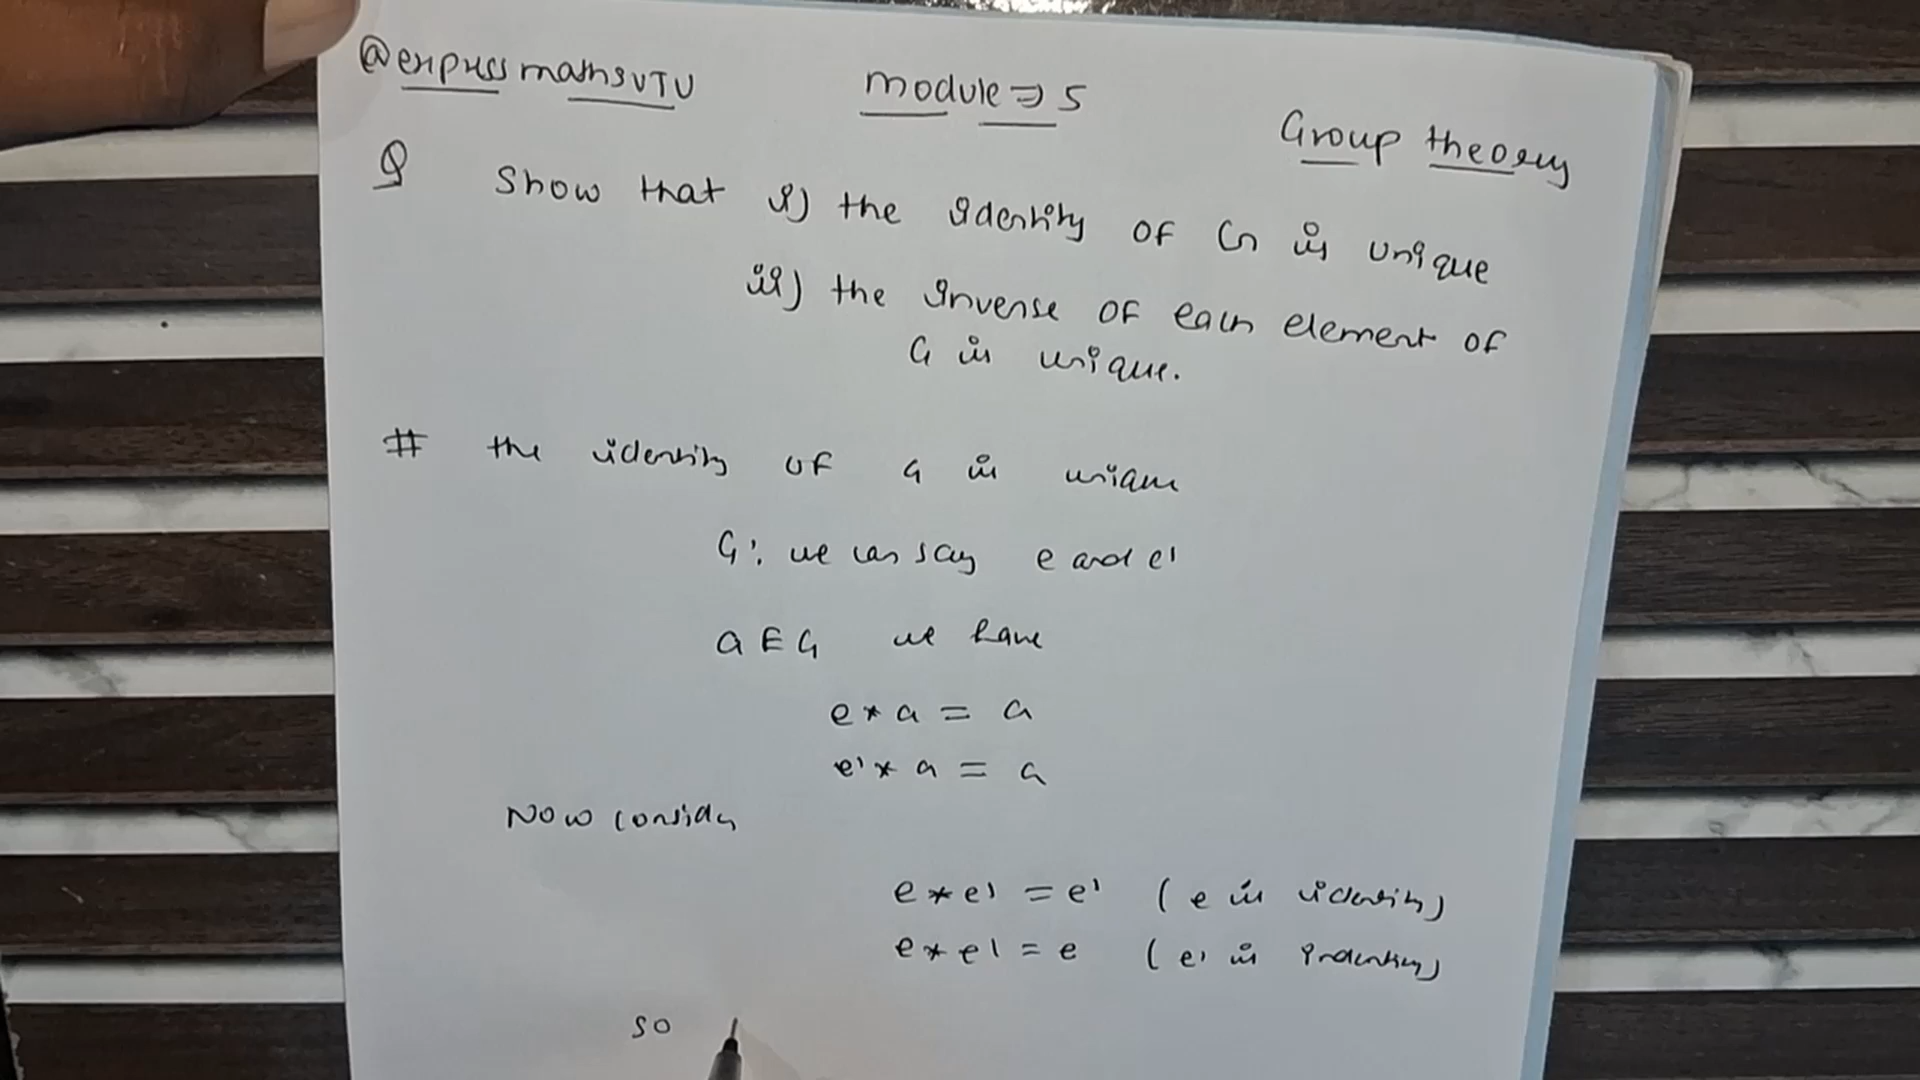 @expressmathsVTU module ⇒ 5 Group theory
Q Show that i) the identity of G is unique
ii) the inverse of each element of
G is unique.
# the identity of G is unique
G: we can say e and e'
a ∈ G we have
e * a = a
e' * a = a
Now consider
e * e' = e' (e is identity)
e * e' = e (e' is identity)
so